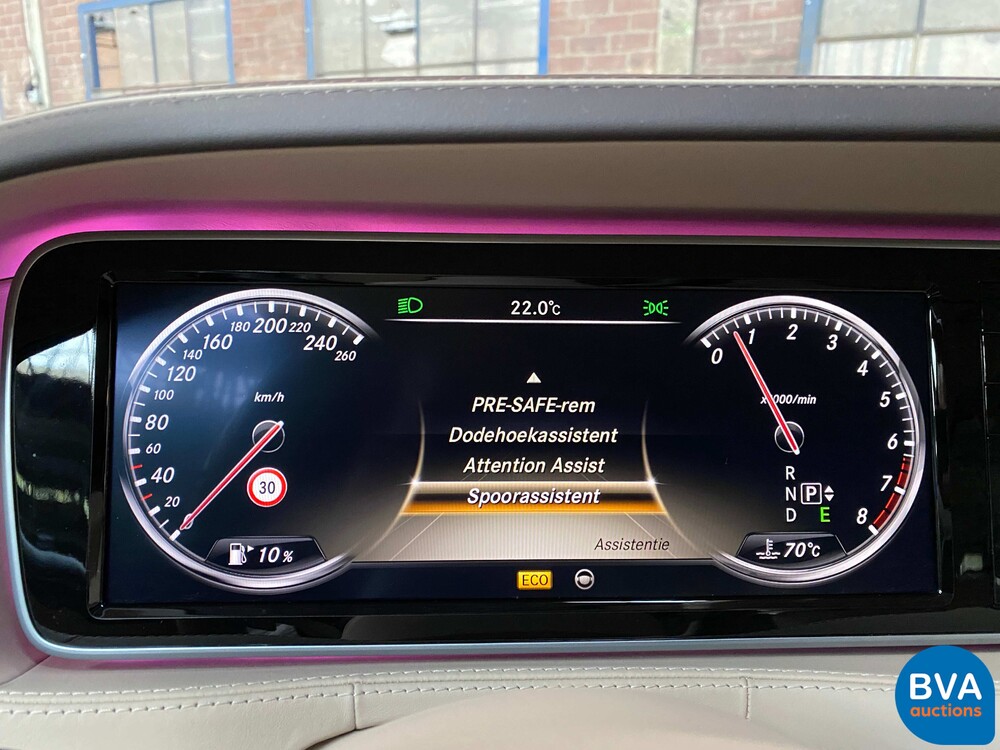 22.0°c
20
40
60
80
100
120
140
160
180
200
220
240
260
km/h
30
10 %
PRE-SAFE-rem
Dodehoekassistent
Attention Assist
Spoorassistent
Assistentie
ECO
0
1
2
3
4
5
6
7
8
x1000/min
R
N P
D E
70°c
BVA
auctions